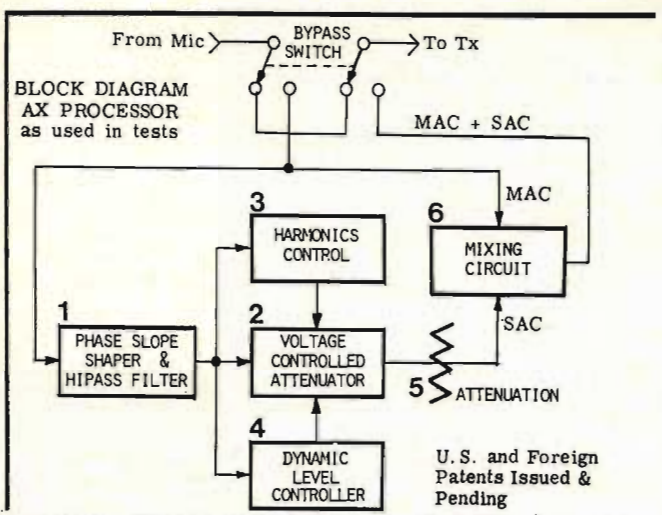 From Mic
BYPASS
SWITCH
To Tx
BLOCK DIAGRAM
AX PROCESSOR
as used in tests
MAC + SAC
MAC
3
HARMONICS
CONTROL
6
MIXING
CIRCUIT
1
PHASE SLOPE
SHAPER &
HIPASS FILTER
2
VOLTAGE
CONTROLLED
ATTENUATOR
SAC
5
ATTENUATION
4
DYNAMIC
LEVEL
CONTROLLER
U.S. and Foreign
Patents Issued &
Pending